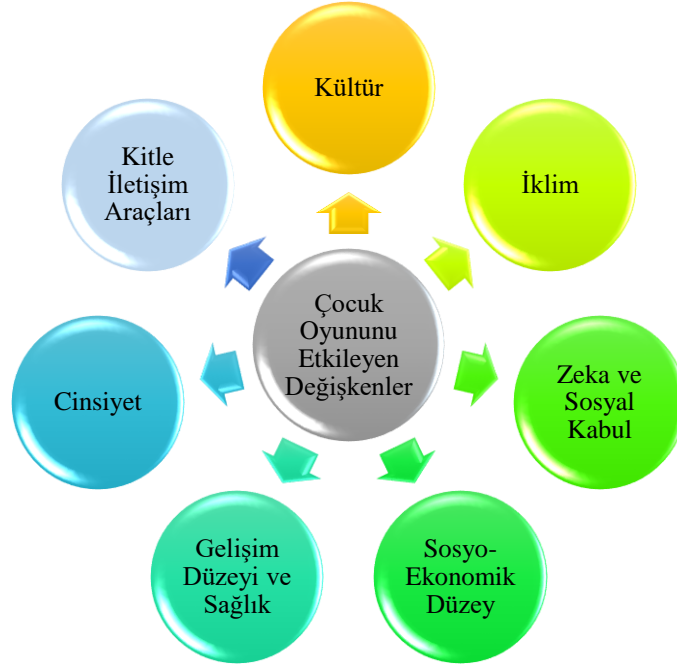 Kültür
İklim
Zeka ve
Sosyal
Kabul
Sosyo-
Ekonomik
Düzey
Gelişim
Düzeyi ve
Sağlık
Cinsiyet
Kitle
İletişim
Araçları
Çocuk
Oyununu
Etkileyen
Değişkenler